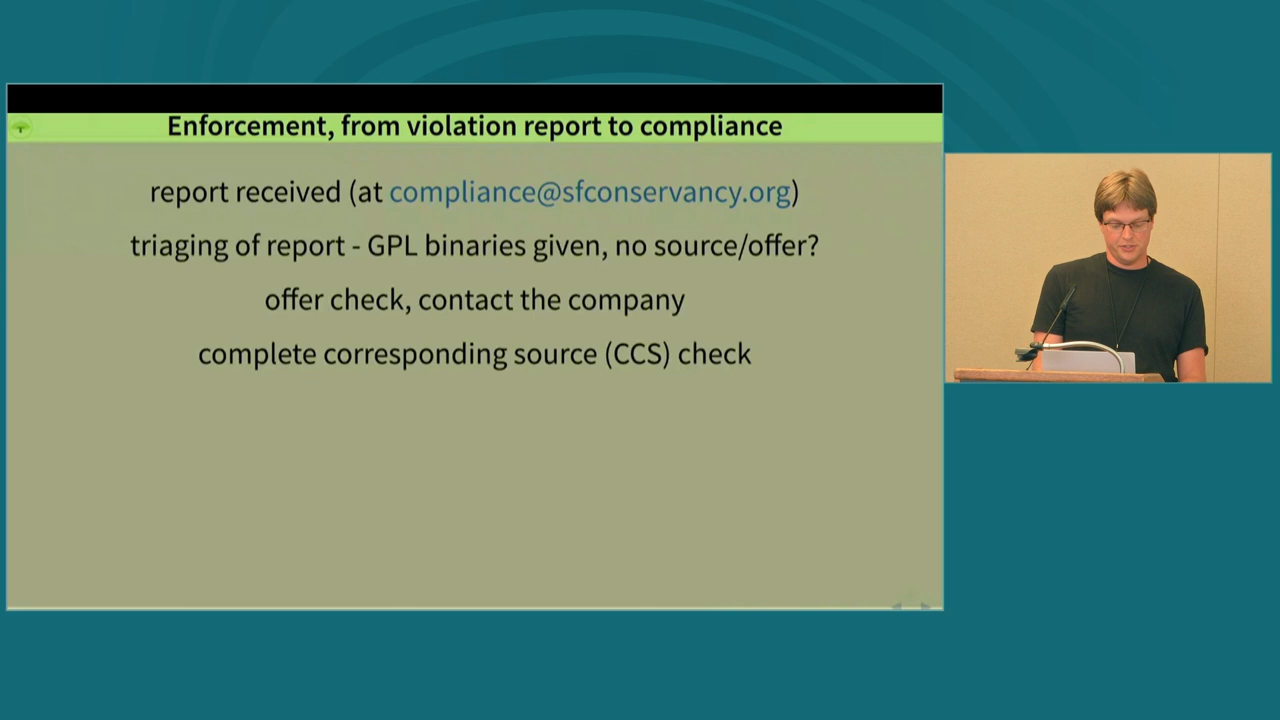 Enforcement, from violation report to compliance
report received (at compliance@sfconservancy.org)
triaging of report - GPL binaries given, no source/offer?
offer check, contact the company
complete corresponding source (CCS) check